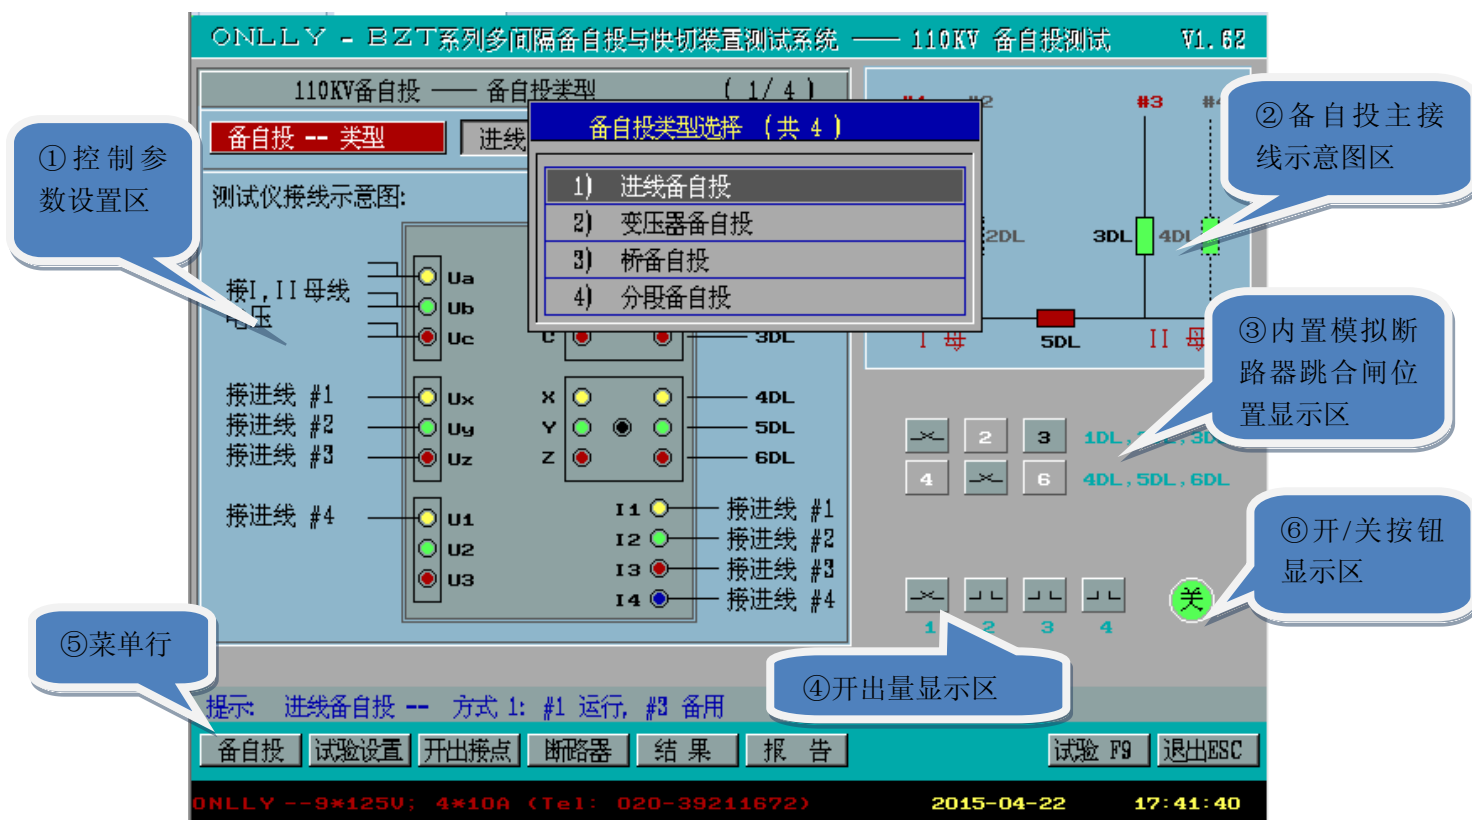 ONLLY - BZT系列多间隔备自投与快切装置测试系统 —— 110KV 备自投测试 V1.62
110KV备自投 —— 备自投类型 ( 1/ 4 )
备自投 -- 类型
进线
备自投类型选择 (共 4 )
1) 进线备自投
2) 变压器备自投
3) 桥备自投
4) 分段备自投
①控制参
数设置区
测试仪接线示意图:
接I,II母线
电压
Ua
Ub
Uc
C
3DL
接进线 #1
接进线 #2
接进线 #3
Ux
Uy
Uz
X
Y
Z
4DL
5DL
6DL
接进线 #4
U1
U2
U3
I1
I2
I3
I4
接进线 #1
接进线 #2
接进线 #3
接进线 #4
#3
2DL
3DL
4DL
I 母
5DL
II 母
②备自投主接
线示意图区
③内置模拟断
路器跳合闸位
置显示区
2
3
1DL,
4
6
4DL,5DL,6DL
⑥开/关按钮
显示区
关
1
2
3
4
④开出量显示区
⑤菜单行
提示: 进线备自投 -- 方式 1: #1 运行, #3 备用
备自投 试验设置 开出接点 断路器 结 果 报 告 试验 F9 退出ESC
ONLLY --9*125V; 4*10A (Tel: 020-39211672) 2015-04-22 17:41:40